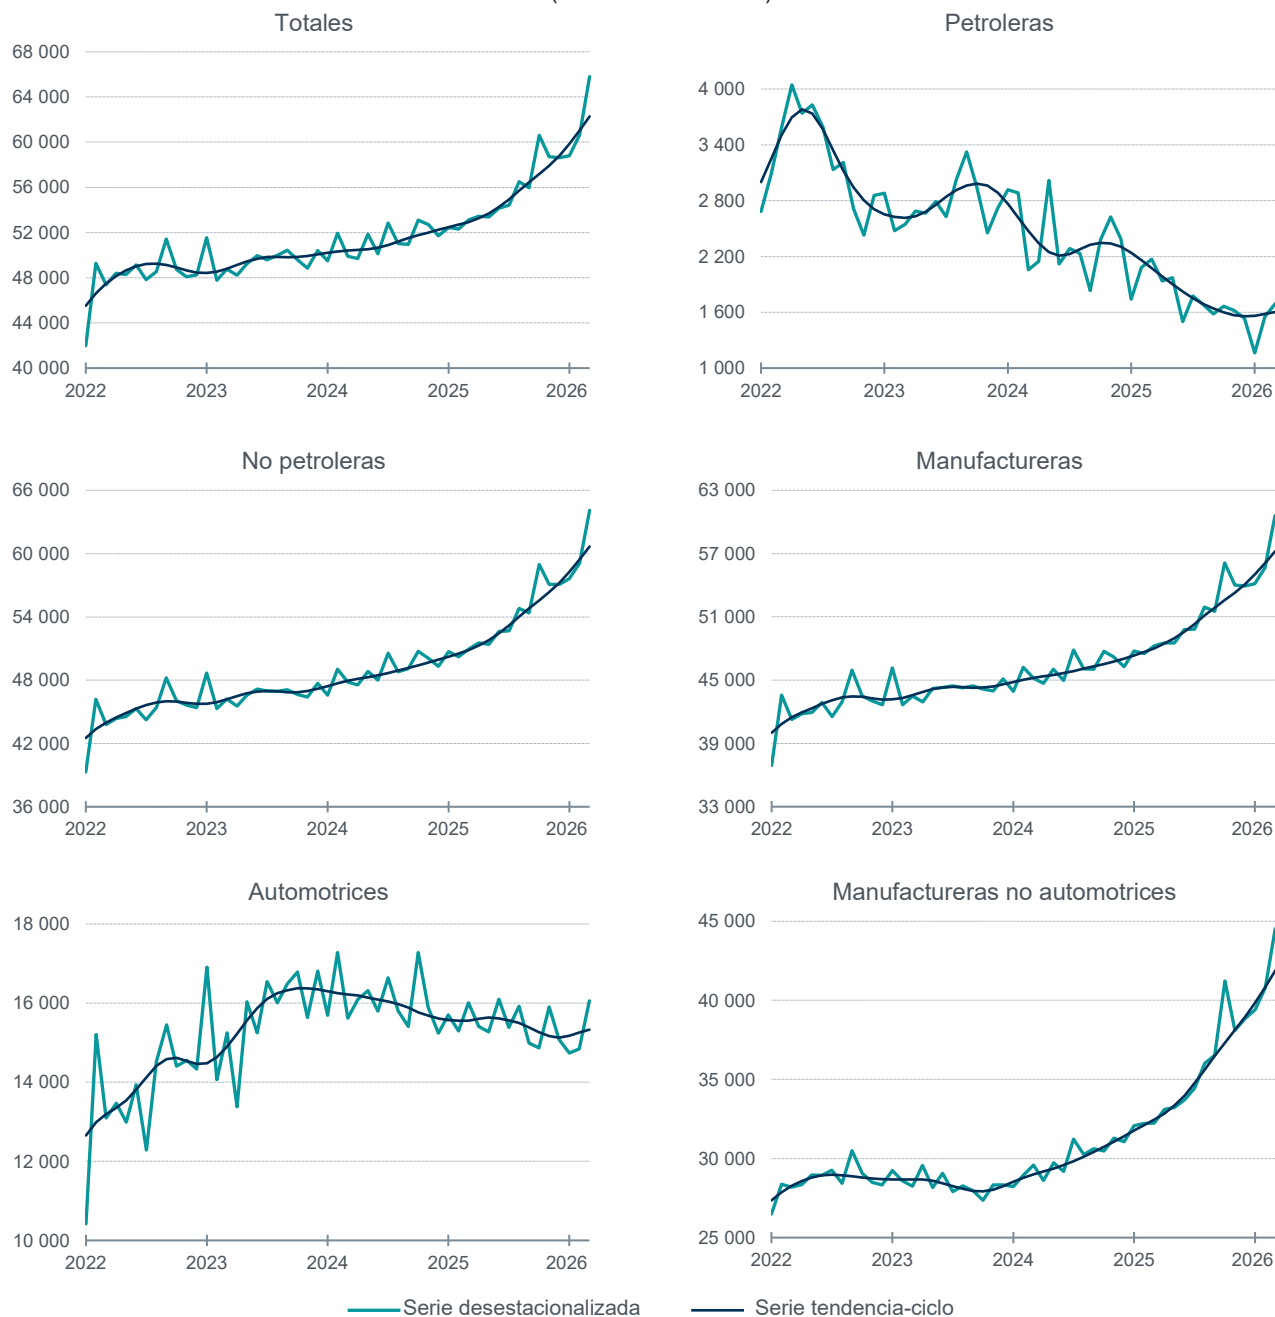 Totales
68 000
64 000
60 000
56 000
52 000
48 000
44 000
40 000
2022 2023 2024 2025 2026
Petroleras
4 000
3 400
2 800
2 200
1 600
1 000
2022 2023 2024 2025 2026
No petroleras
66 000
60 000
54 000
48 000
42 000
36 000
2022 2023 2024 2025 2026
Manufactureras
63 000
57 000
51 000
45 000
39 000
33 000
2022 2023 2024 2025 2026
Automotrices
18 000
16 000
14 000
12 000
10 000
2022 2023 2024 2025 2026
Manufactureras no automotrices
45 000
40 000
35 000
30 000
25 000
2022 2023 2024 2025 2026
Serie desestacionalizada Serie tendencia-ciclo